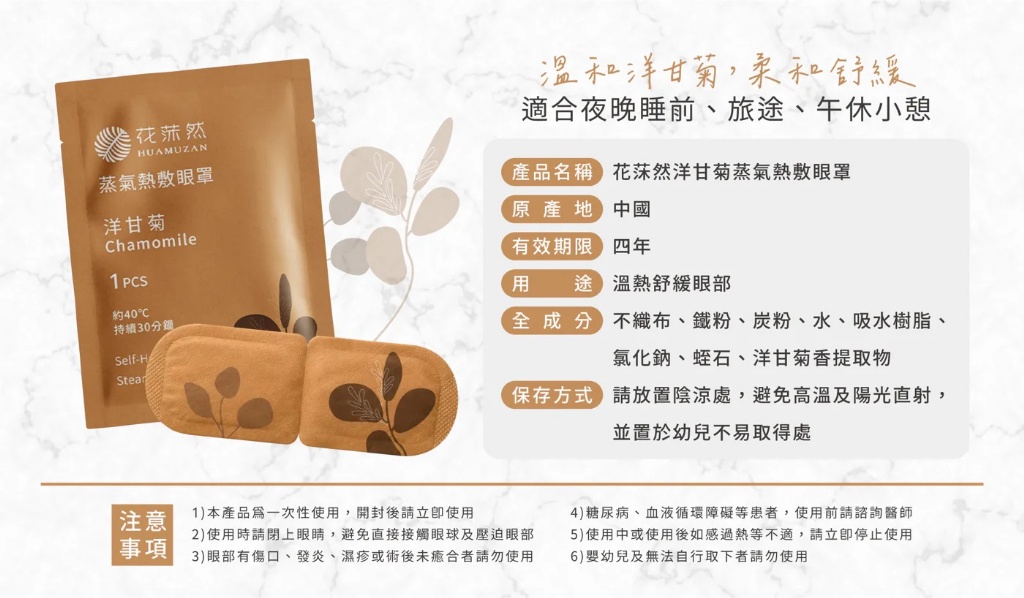 溫和洋甘菊，柔和舒緩
適合夜晚睡前、旅途、午休小憩
花莯然
HUAMUZAN
蒸氣熱敷眼罩
洋甘菊
Chamomile
1PCS
約40℃
持續30分鐘
Self-H
Stear
產品名稱 花莯然洋甘菊蒸氣熱敷眼罩
原產地 中國
有效期限 四年
用途 溫熱舒緩眼部
全成分 不織布、鐵粉、炭粉、水、吸水樹脂、
氯化鈉、蛭石、洋甘菊香提取物
保存方式 請放置陰涼處，避免高溫及陽光直射，
並置於幼兒不易取得處
注意
事項
1)本產品為一次性使用，開封後請立即使用
2)使用時請閉上眼睛，避免直接接觸眼球及壓迫眼部
3)眼部有傷口、發炎、濕疹或術後未癒合者請勿使用
4)糖尿病、血液循環障礙等患者，使用前請諮詢醫師
5)使用中或使用後如感過熱等不適，請立即停止使用
6)嬰幼兒及無法自行取下者請勿使用